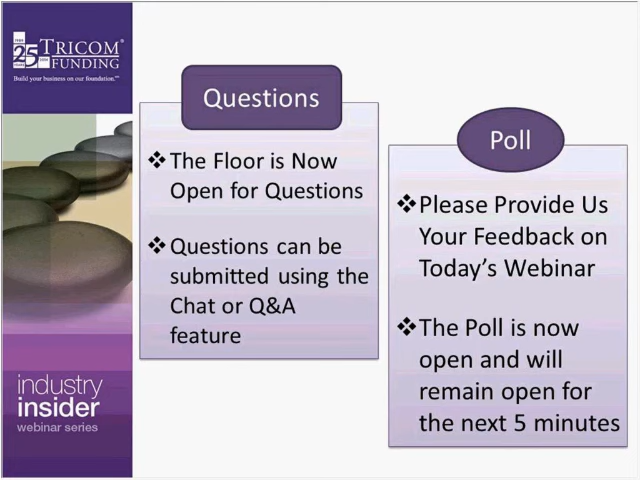 YEARS
25
TRICOM®
FUNDING
Build your business on our foundation.℠
Questions
❖The Floor is Now
Open for Questions
❖Questions can be
submitted using the
Chat or Q&A
feature
Poll
❖Please Provide Us
Your Feedback on
Today's Webinar
❖The Poll is now
open and will
remain open for
the next 5 minutes
industry
insider
webinar series